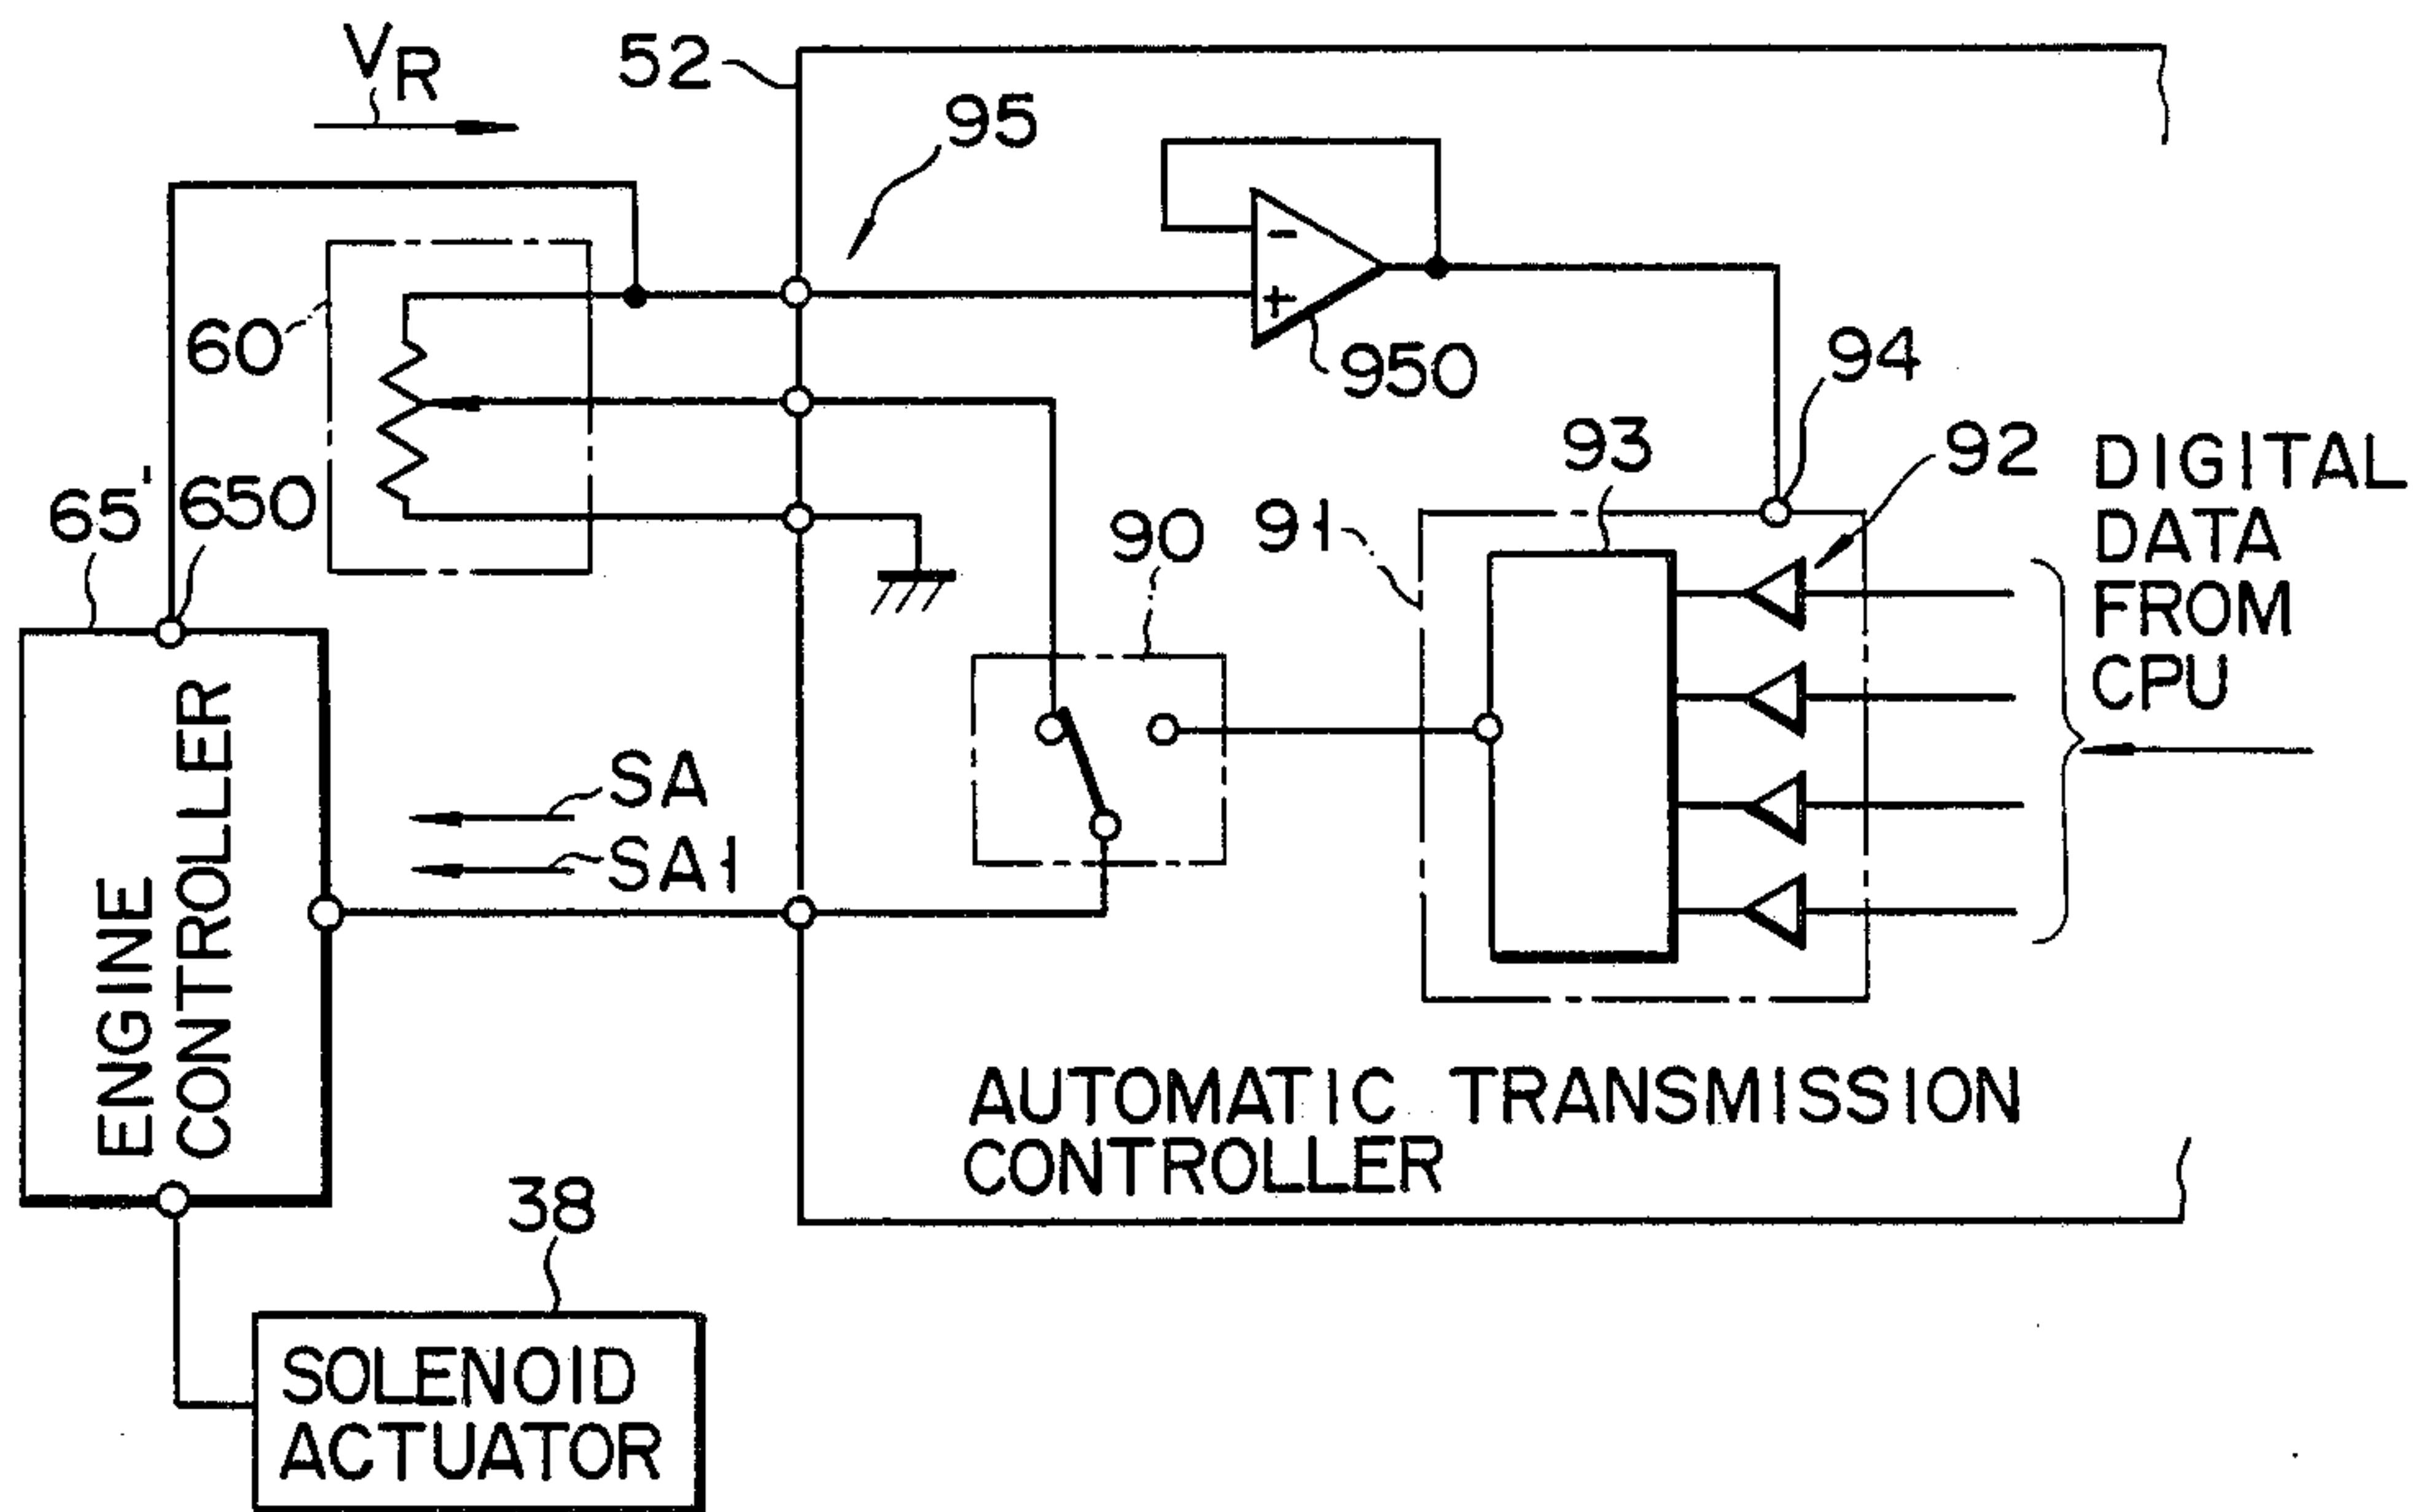 VR
52
95
60
950
94
93
92
DIGITAL
DATA
FROM
CPU
65'
650
91
90
SA
SA1
ENGINE
CONTROLLER
AUTOMATIC TRANSMISSION
CONTROLLER
38
SOLENOID
ACTUATOR
-
+